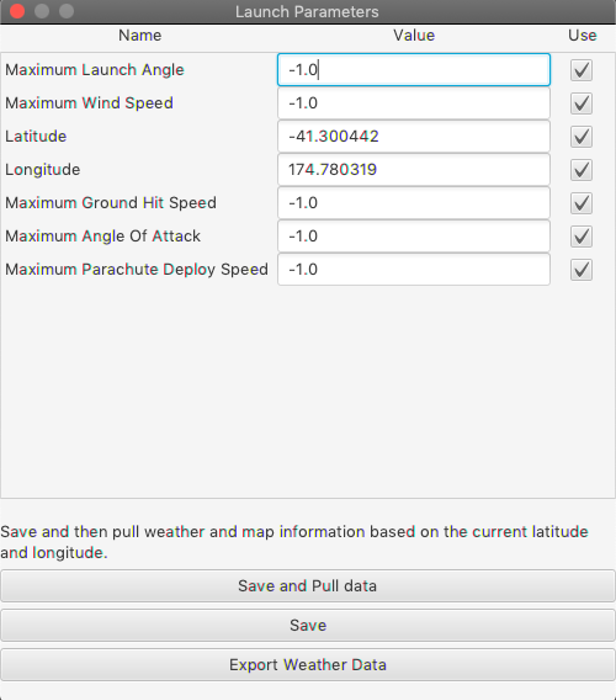 Launch Parameters
Name Value Use
Maximum Launch Angle -1.0
Maximum Wind Speed -1.0
Latitude -41.300442
Longitude 174.780319
Maximum Ground Hit Speed -1.0
Maximum Angle Of Attack -1.0
Maximum Parachute Deploy Speed -1.0
Save and then pull weather and map information based on the current latitude
and longitude.
Save and Pull data
Save
Export Weather Data